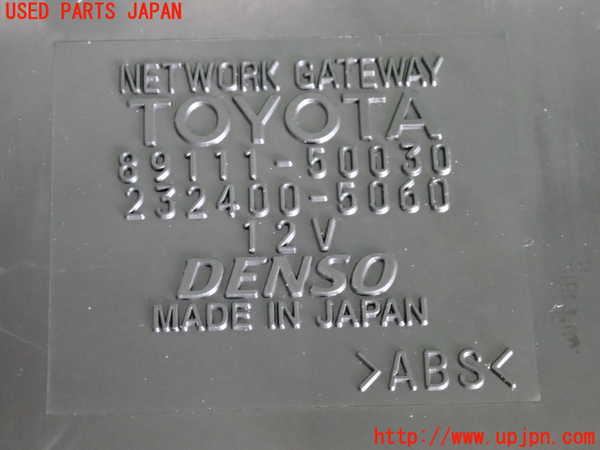 USED PARTS JAPAN
NETWORK GATEWAY
TOYOTA
89111-50030
232400-5060
12V
DENSO
MADE IN JAPAN
>ABS<
http://www.upjpn.com/